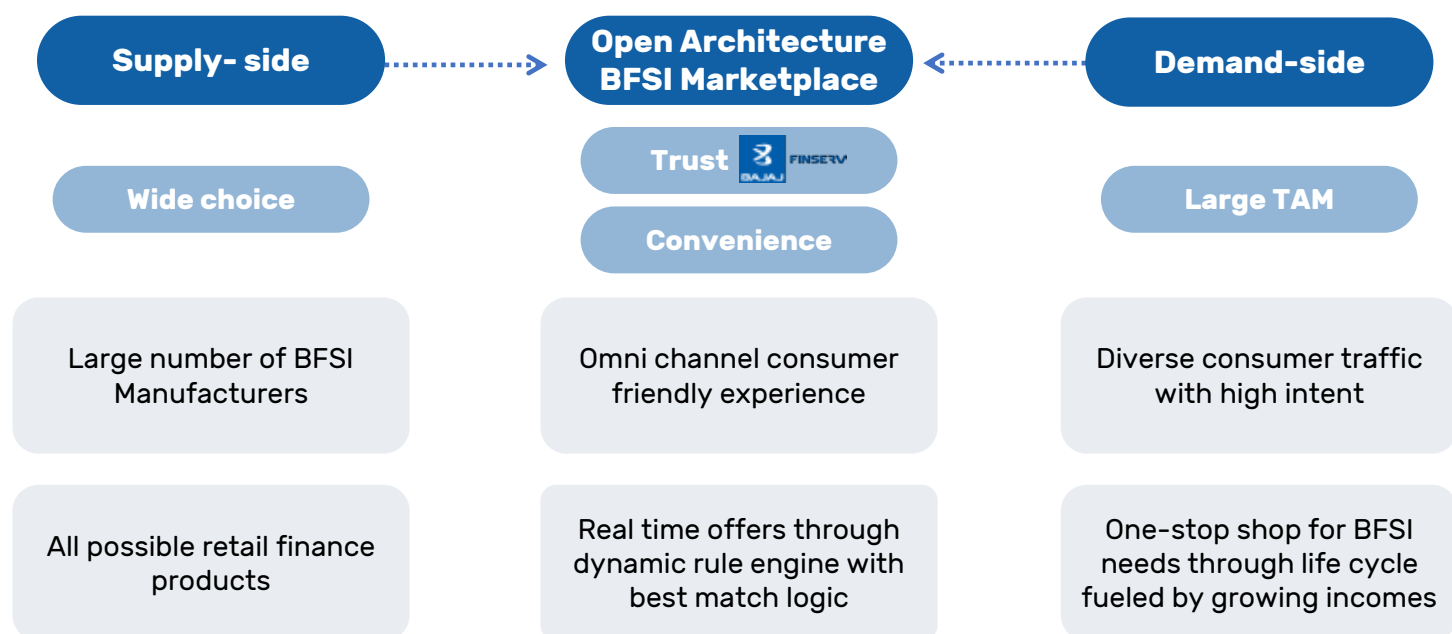 Supply- side
Open Architecture
BFSI Marketplace
Demand-side
Wide choice
Trust
BAJAJ
FINSERV
Convenience
Large TAM
Large number of BFSI
Manufacturers
Omni channel consumer
friendly experience
Diverse consumer traffic
with high intent
All possible retail finance
products
Real time offers through
dynamic rule engine with
best match logic
One-stop shop for BFSI
needs through life cycle
fueled by growing incomes